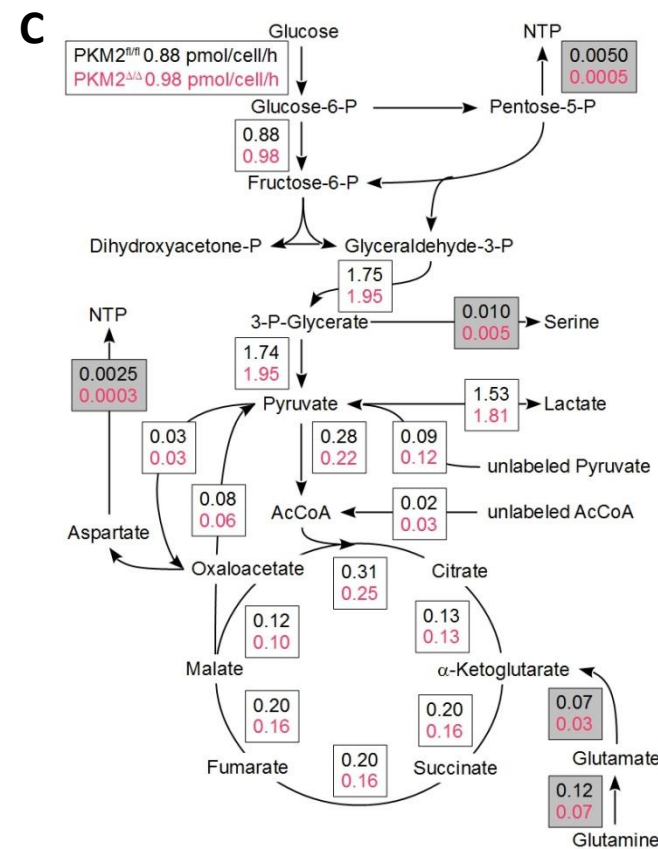 C
Glucose
PKM2fl/fl 0.88 pmol/cell/h
PKM2Δ/Δ 0.98 pmol/cell/h
NTP
0.0050
0.0005
Glucose-6-P
Pentose-5-P
0.88
0.98
Fructose-6-P
Dihydroxyacetone-P
Glyceraldehyde-3-P
1.75
1.95
NTP
3-P-Glycerate
0.010
0.005
Serine
1.74
1.95
0.0025
0.0003
Pyruvate
1.53
1.81
Lactate
0.03
0.03
0.28
0.22
0.09
0.12
unlabeled Pyruvate
0.08
0.06
AcCoA
0.02
0.03
unlabeled AcCoA
Aspartate
Oxaloacetate
0.31
0.25
Citrate
0.12
0.10
0.13
0.13
Malate
α-Ketoglutarate
0.20
0.16
0.20
0.16
0.07
0.03
Fumarate
0.20
0.16
Succinate
Glutamate
0.12
0.07
Glutamine